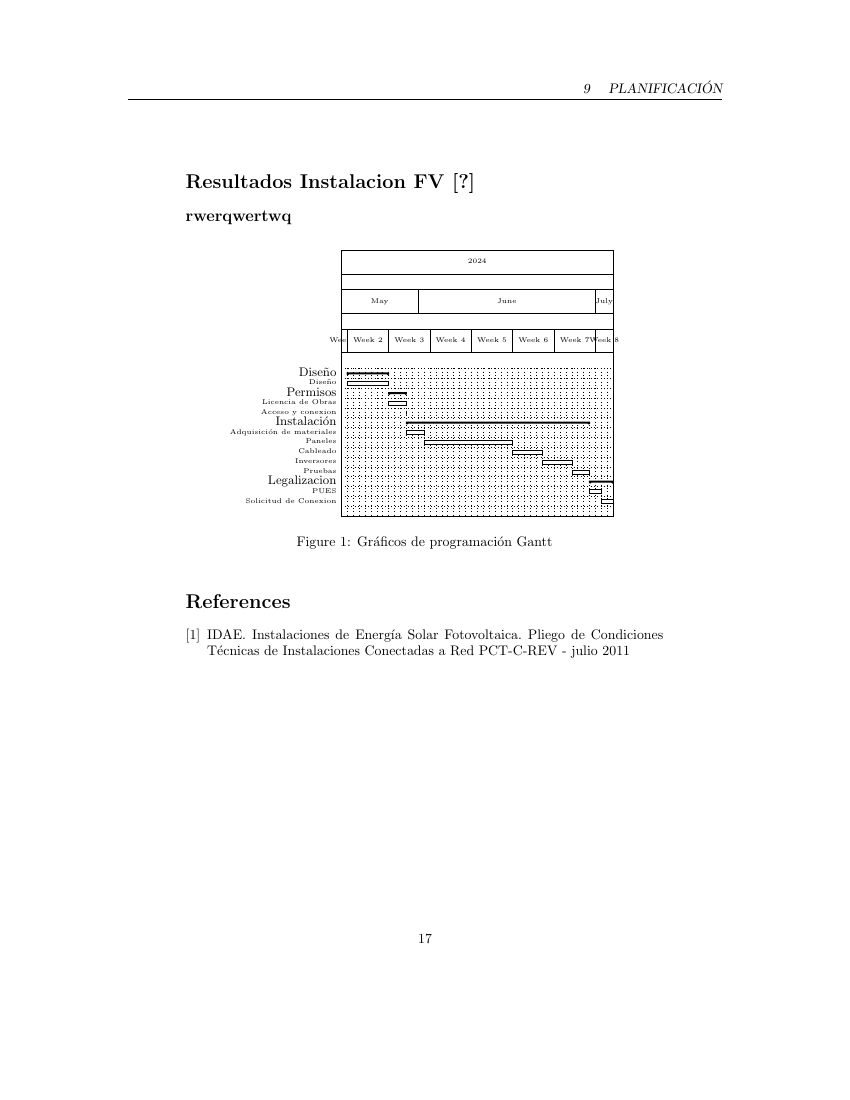 9 PLANIFICACIÓN
Resultados Instalacion FV [?]
rwerqwertwq
2024
May June July
Wee Week 2 Week 3 Week 4 Week 5 Week 6 Week 7 Week 8
Diseño
Diseño
Permisos
Licencia de Obras
Acceso y conexion
Instalación
Adquisición de materiales
Paneles
Cableado
Inversores
Pruebas
Legalizacion
PUES
Solicitud de Conexion
Figure 1: Gráficos de programación Gantt
References
[1] IDAE. Instalaciones de Energía Solar Fotovoltaica. Pliego de Condiciones
Técnicas de Instalaciones Conectadas a Red PCT-C-REV - julio 2011
17